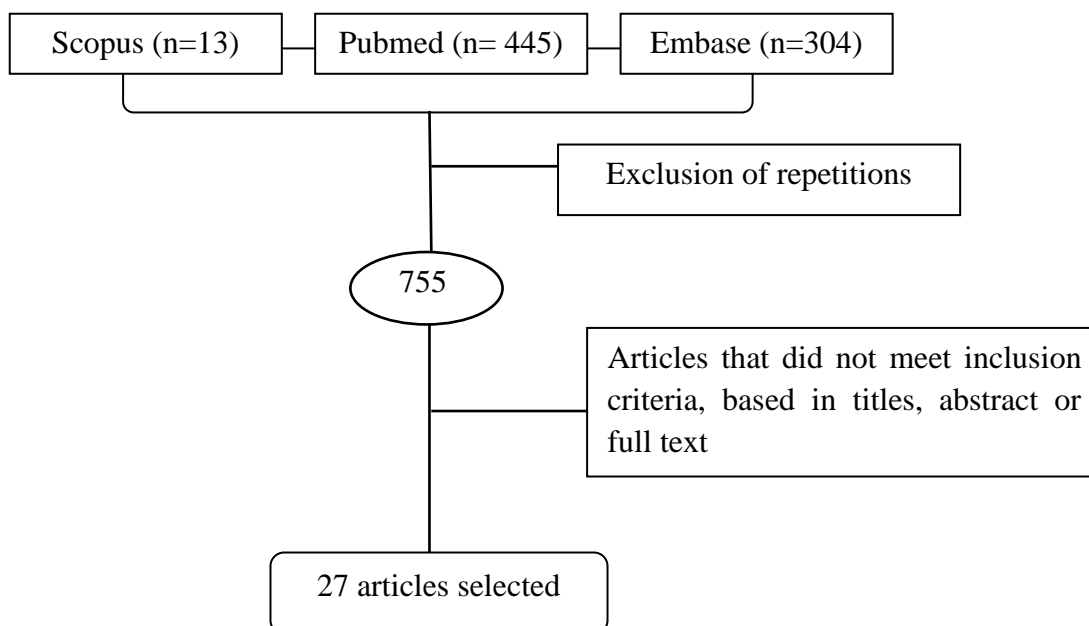 Scopus (n=13)
Pubmed (n= 445)
Embase (n=304)
Exclusion of repetitions
755
Articles that did not meet inclusion
criteria, based in titles, abstract or
full text
27 articles selected